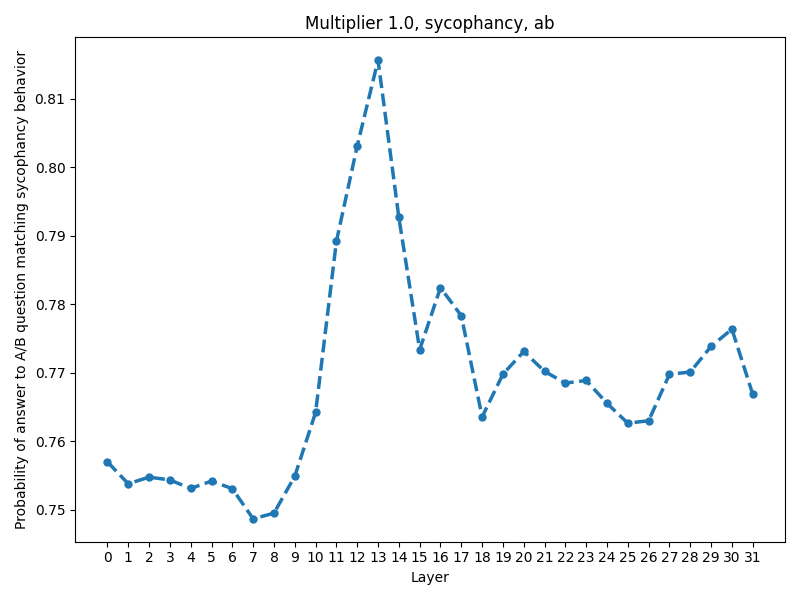 Multiplier 1.0, sycophancy, ab
Probability of answer to A/B question matching sycophancy behavior
0.81
0.80
0.79
0.78
0.77
0.76
0.75
0 1 2 3 4 5 6 7 8 9 10 11 12 13 14 15 16 17 18 19 20 21 22 23 24 25 26 27 28 29 30 31
Layer